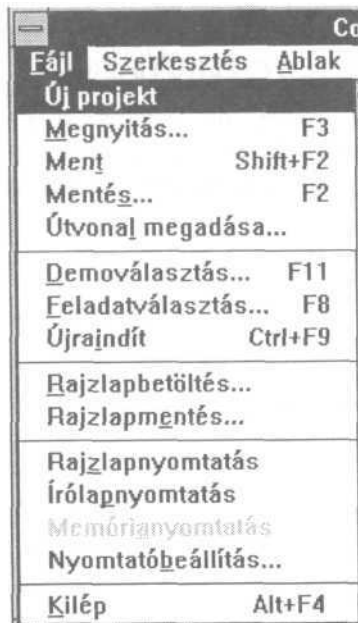 Co
Fájl Szerkesztés Ablak
Új projekt
Megnyitás... F3
Ment Shift+F2
Mentés... F2
Útvonal megadása...
Demoválasztás... F11
Feladatválasztás... F8
Újraindít Ctrl+F9
Rajzlapbetöltés...
Rajzlapmentés...
Rajzlapnyomtatás
Írólapnyomtatás
Memórianyomtatás
Nyomtatóbeállítás...
Kilép Alt+F4